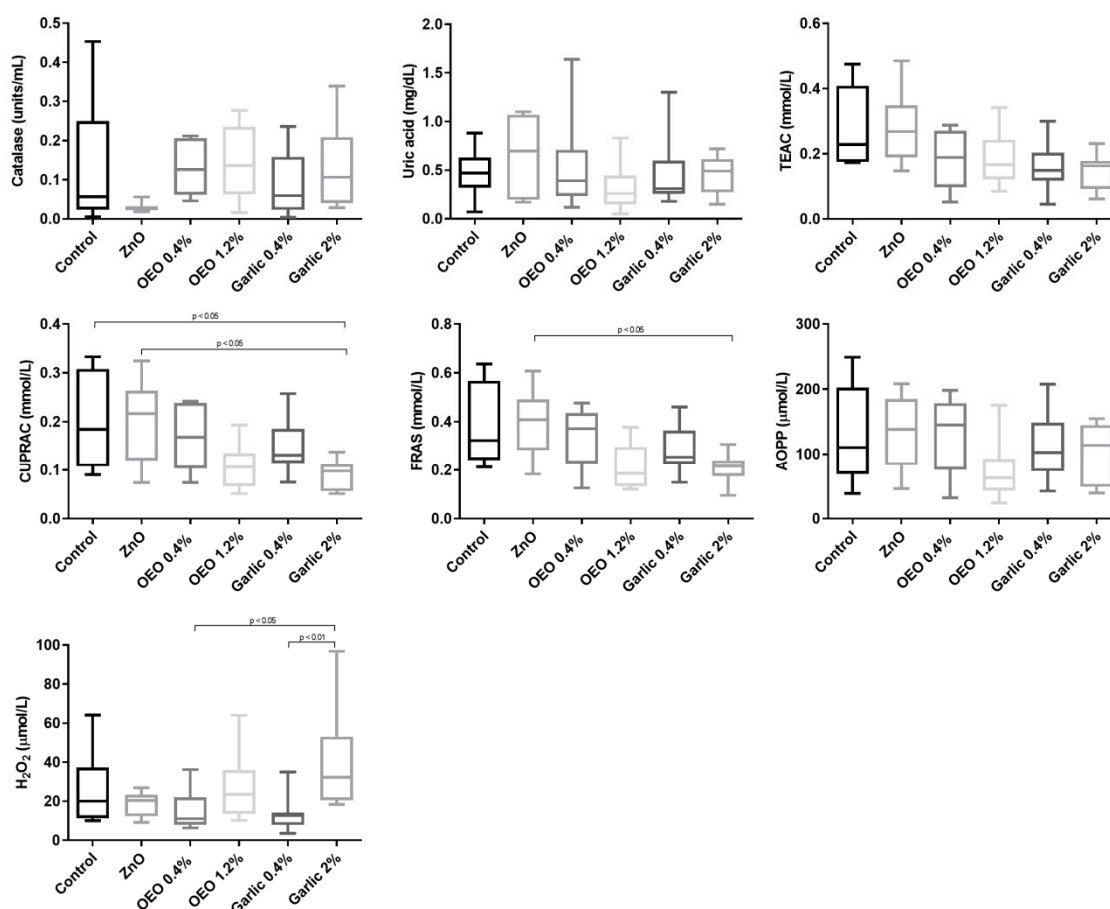 Catalase (units/mL)
0.5
0.4
0.3
0.2
0.1
0.0
Control
ZnO
OEO 0.4%
OEO 1.2%
Garlic 0.4%
Garlic 2%
Uric acid (mg/dL)
2.0
1.5
1.0
0.5
0.0
Control
ZnO
OEO 0.4%
OEO 1.2%
Garlic 0.4%
Garlic 2%
TEAC (mmol/L)
0.6
0.4
0.2
0.0
Control
ZnO
OEO 0.4%
OEO 1.2%
Garlic 0.4%
Garlic 2%
CUPRAC (mmol/L)
0.4
0.3
0.2
0.1
0.0
p < 0.05
p < 0.05
Control
ZnO
OEO 0.4%
OEO 1.2%
Garlic 0.4%
Garlic 2%
FRAS (mmol/L)
0.8
0.6
0.4
0.2
0.0
p < 0.05
Control
ZnO
OEO 0.4%
OEO 1.2%
Garlic 0.4%
Garlic 2%
AOPP (µmol/L)
300
200
100
0
Control
ZnO
OEO 0.4%
OEO 1.2%
Garlic 0.4%
Garlic 2%
H₂O₂ (µmol/L)
100
80
60
40
20
0
p < 0.05
p < 0.01
Control
ZnO
OEO 0.4%
OEO 1.2%
Garlic 0.4%
Garlic 2%